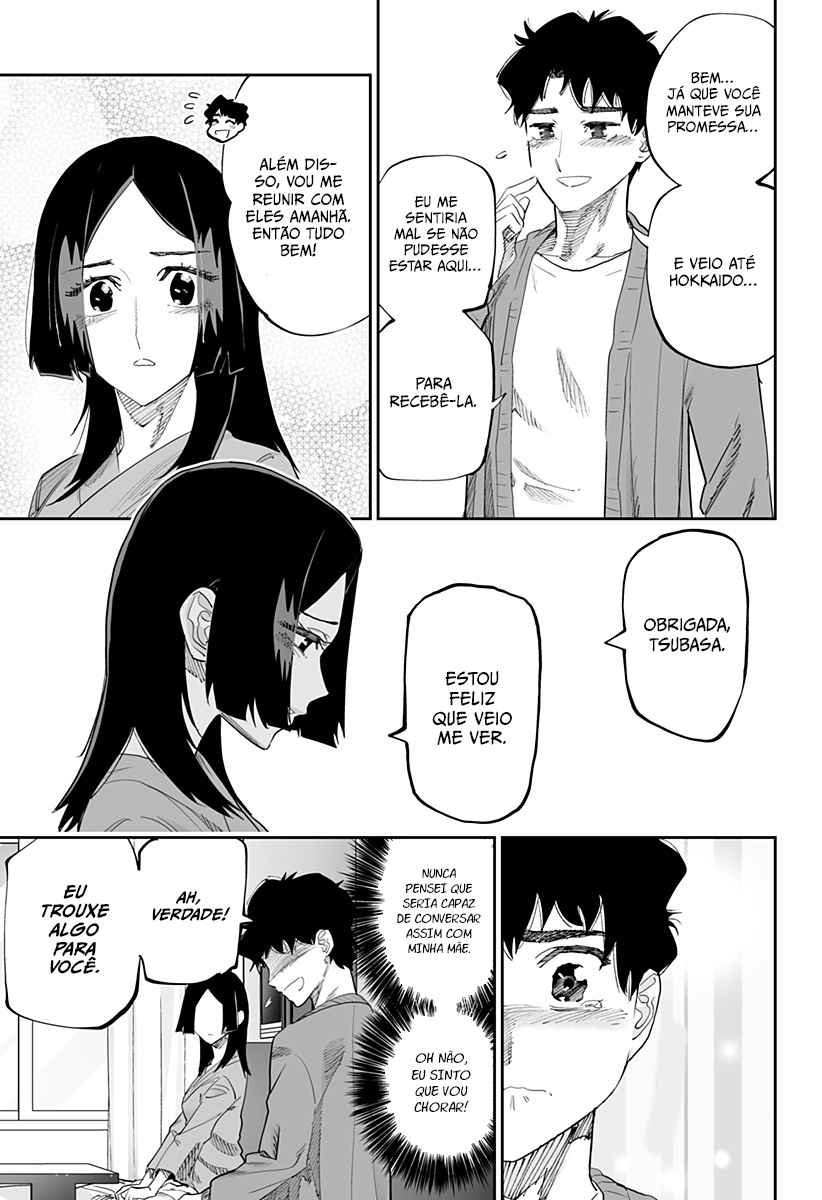 BEM...
JÁ QUE VOCÊ
MANTEVE SUA
PROMESSA...
E VEIO ATÉ
HOKKAIDO...
EU ME
SENTIRIA
MAL SE NÃO
PUDESSE
ESTAR AQUI...
PARA
RECEBÊ-LA.
ALÉM DIS-
SO, VOU ME
REUNIR COM
ELES AMANHÃ.
ENTÃO TUDO
BEM!
OBRIGADA,
TSUBASA.
ESTOU
FELIZ
QUE VEIO
ME VER.
NUNCA
PENSEI QUE
SERIA CAPAZ
DE CONVERSAR
ASSIM COM
MINHA MÃE.
OH NÃO,
EU SINTO
QUE VOU
CHORAR!
AH,
VERDADE!
EU
TROUXE
ALGO
PARA
VOCÊ.